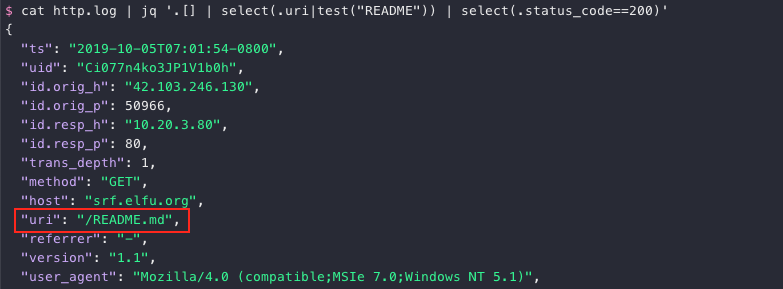 $ cat http.log | jq '.[] | select(.uri|test("README")) | select(.status_code==200)'
{
"ts": "2019-10-05T07:01:54-0800",
"uid": "Ci077n4ko3JP1V1b0h",
"id.orig_h": "42.103.246.130",
"id.orig_p": 50966,
"id.resp_h": "10.20.3.80",
"id.resp_p": 80,
"trans_depth": 1,
"method": "GET",
"host": "srf.elfu.org",
"uri": "/README.md",
"referrer": "-",
"version": "1.1",
"user_agent": "Mozilla/4.0 (compatible;MSIe 7.0;Windows NT 5.1)",